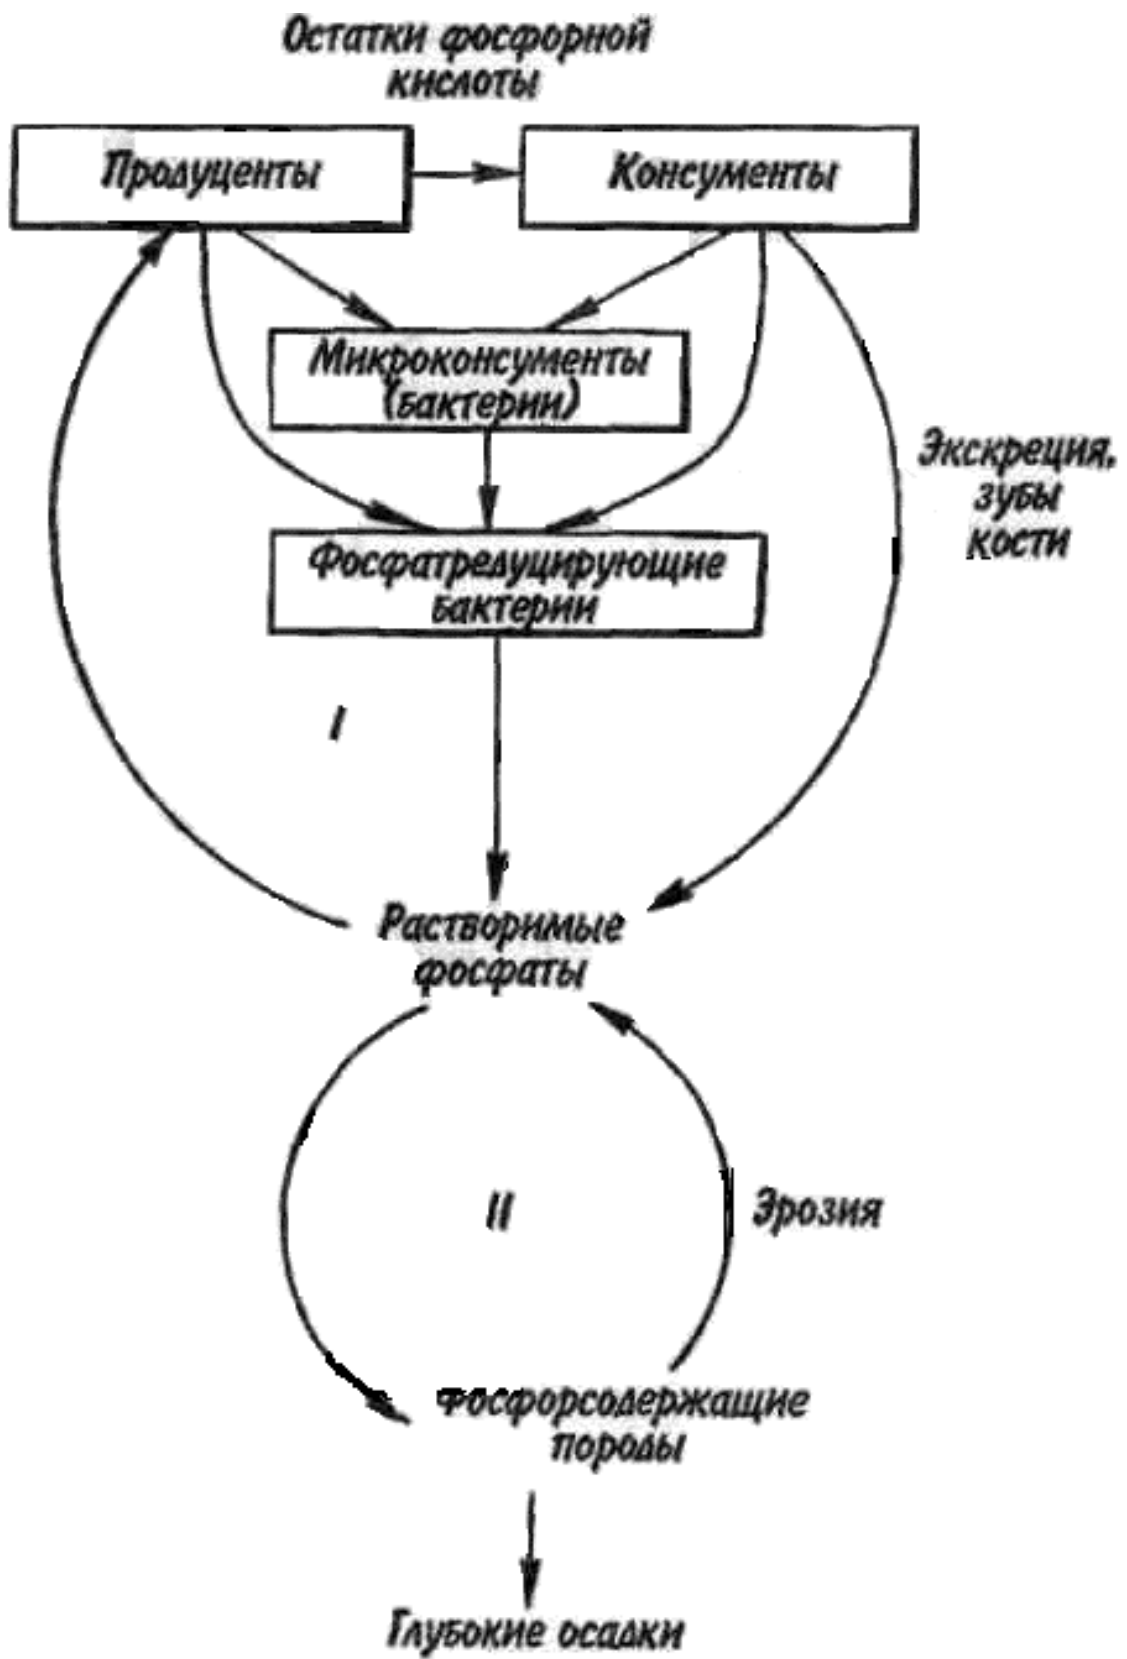 Остатки фосфорной
кислоты
Продуценты
Консументы
Микроконсументы
(бактерии)
Экскреция,
зубы
кости
Фосфатредуцирующие
бактерии
I
Растворимые
фосфаты
II
Эрозия
Фосфорсодержащие
породы
Глубокие осадки